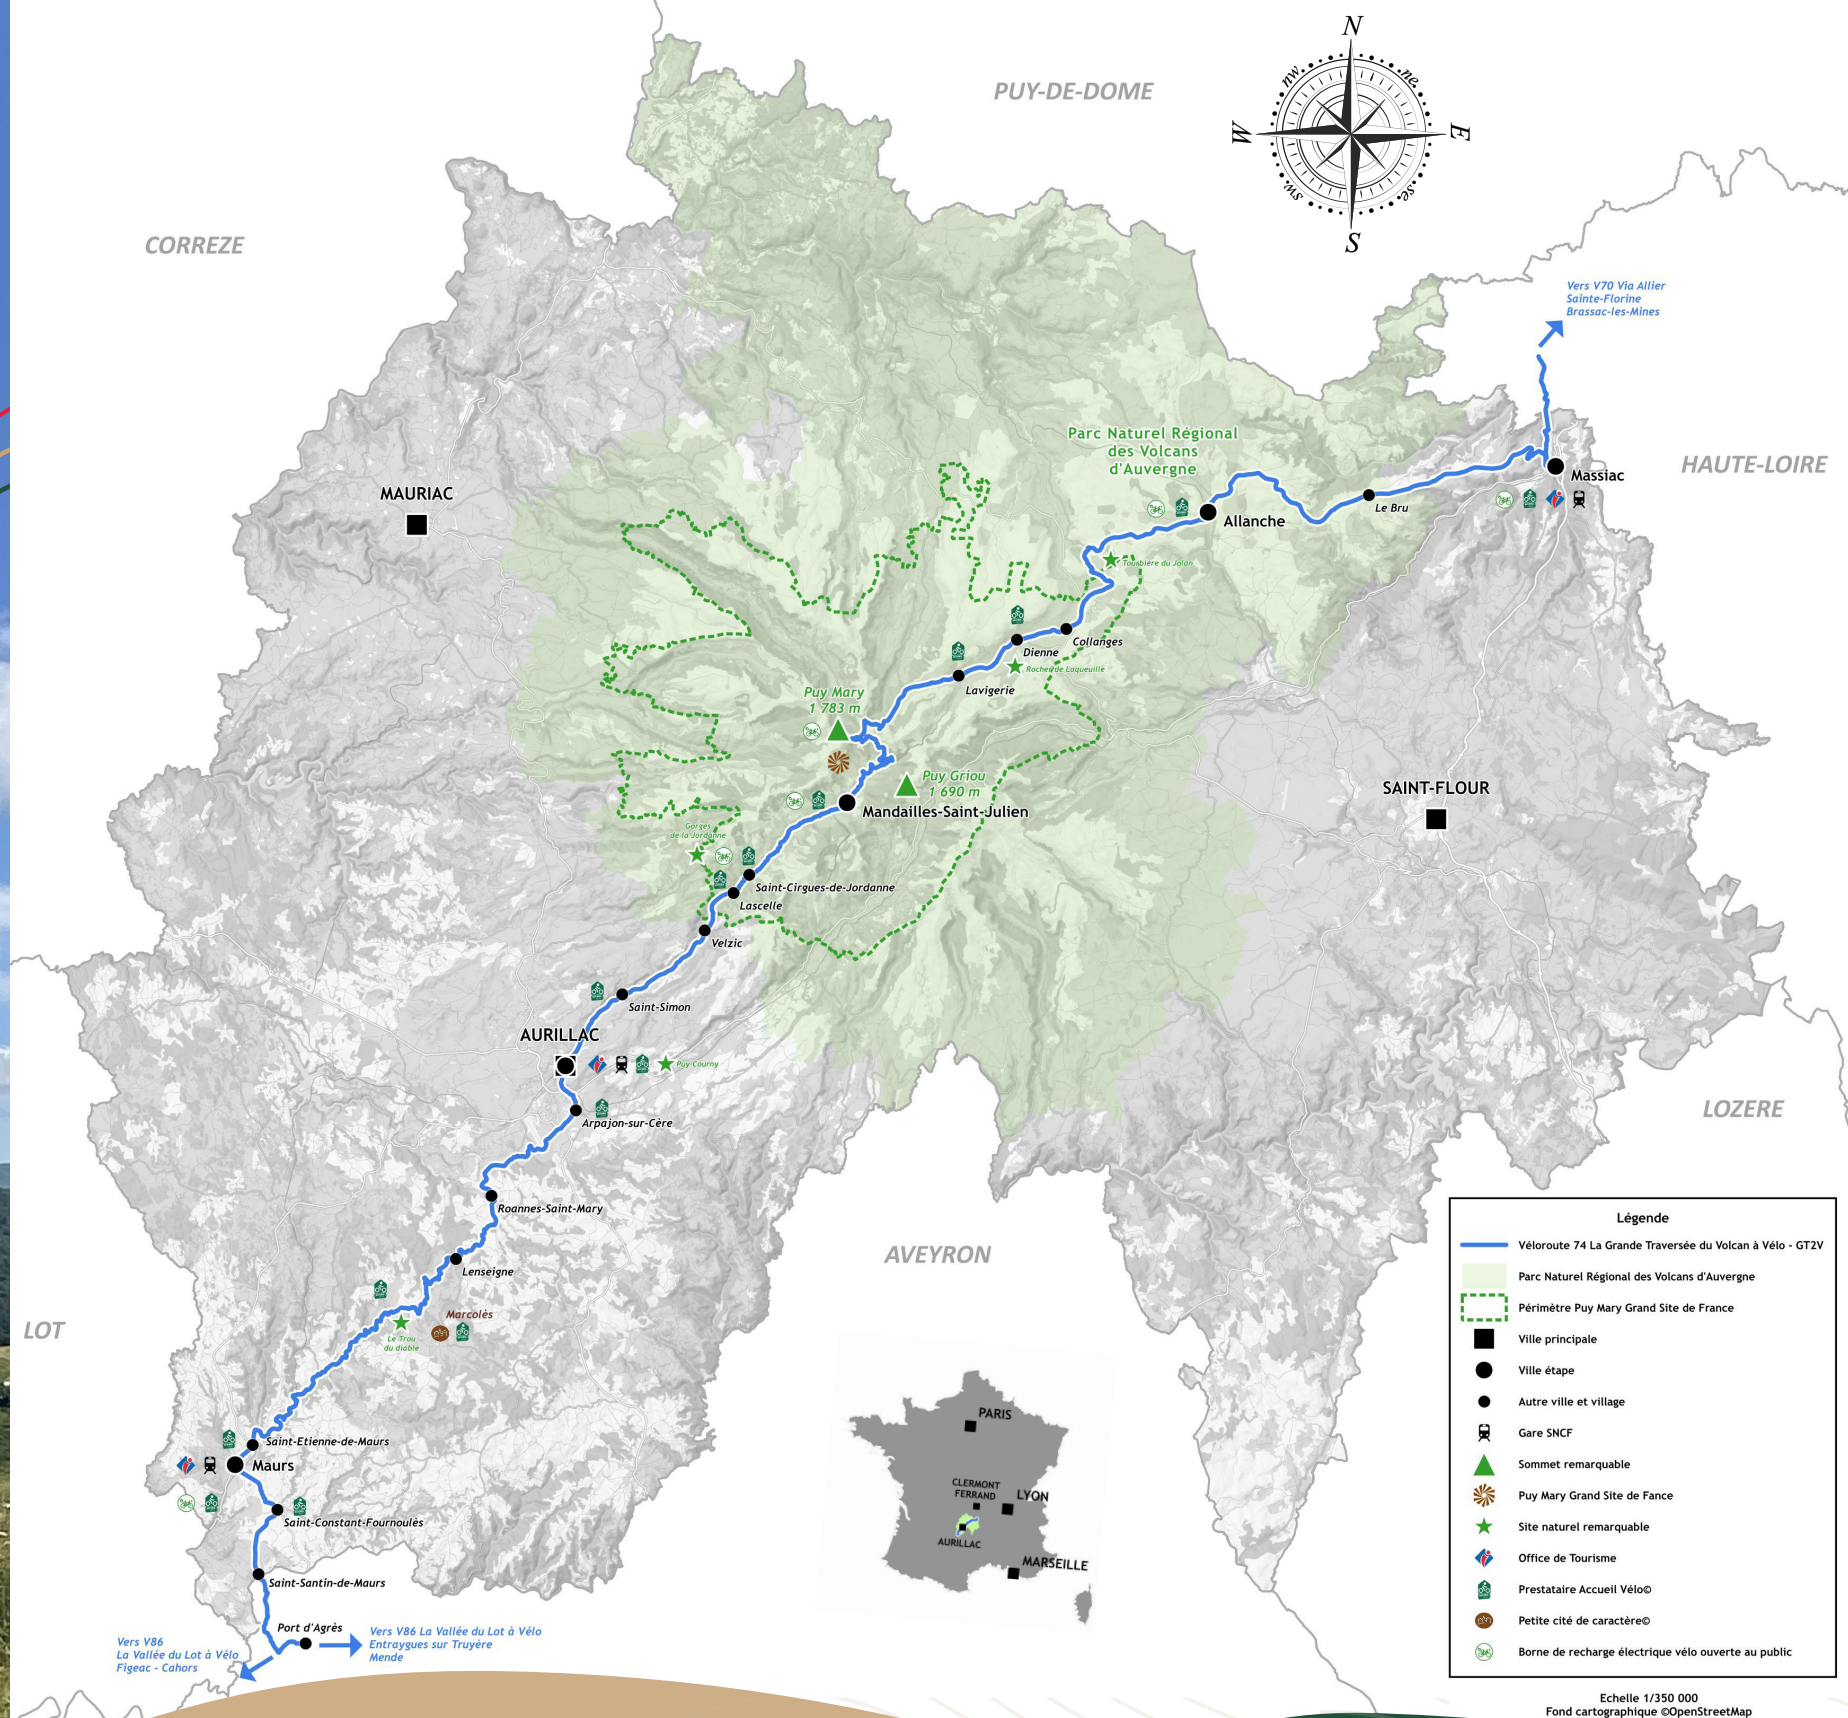 N
nw
ne
W
E
sw
se
S
PUY-DE-DOME
CORREZE
Vers V70 Via Allier
Sainte-Florine
Brassac-les-Mines
Parc Naturel Régional
des Volcans
d'Auvergne
HAUTE-LOIRE
Massiac
MAURIAC
Le Bru
Allanche
Tourbière du Jolan
Collanges
Dienne
Rocher de Laqueuille
Lavigerie
Puy Mary
1 783 m
Puy Griou
1 690 m
SAINT-FLOUR
Mandailles-Saint-Julien
Gorges
de la Jordanne
Saint-Cirgues-de-Jordanne
Lascelle
Velzic
Saint-Simon
AURILLAC
Puy Courny
Arpajon-sur-Cère
LOZERE
Roannes-Saint-Mary
AVEYRON
Lenseigne
Marcolès
LOT
Le Trou
du diable
Saint-Etienne-de-Maurs
Maurs
Saint-Constant-Fournoulès
Saint-Santin-de-Maurs
Port d'Agrès
Vers V86
La Vallée du Lot à Vélo
Figeac - Cahors
Vers V86 La Vallée du Lot à Vélo
Entraygues sur Truyère
Mende
PARIS
CLERMONT
FERRAND
LYON
AURILLAC
MARSEILLE
Légende
Véloroute 74 La Grande Traversée du Volcan à Vélo - GT2V
Parc Naturel Régional des Volcans d'Auvergne
Périmètre Puy Mary Grand Site de France
Ville principale
Ville étape
Autre ville et village
Gare SNCF
Sommet remarquable
Puy Mary Grand Site de Fance
Site naturel remarquable
Office de Tourisme
Prestataire Accueil Vélo©
Petite cité de caractère©
Borne de recharge électrique vélo ouverte au public
Echelle 1/350 000
Fond cartographique ©OpenStreetMap